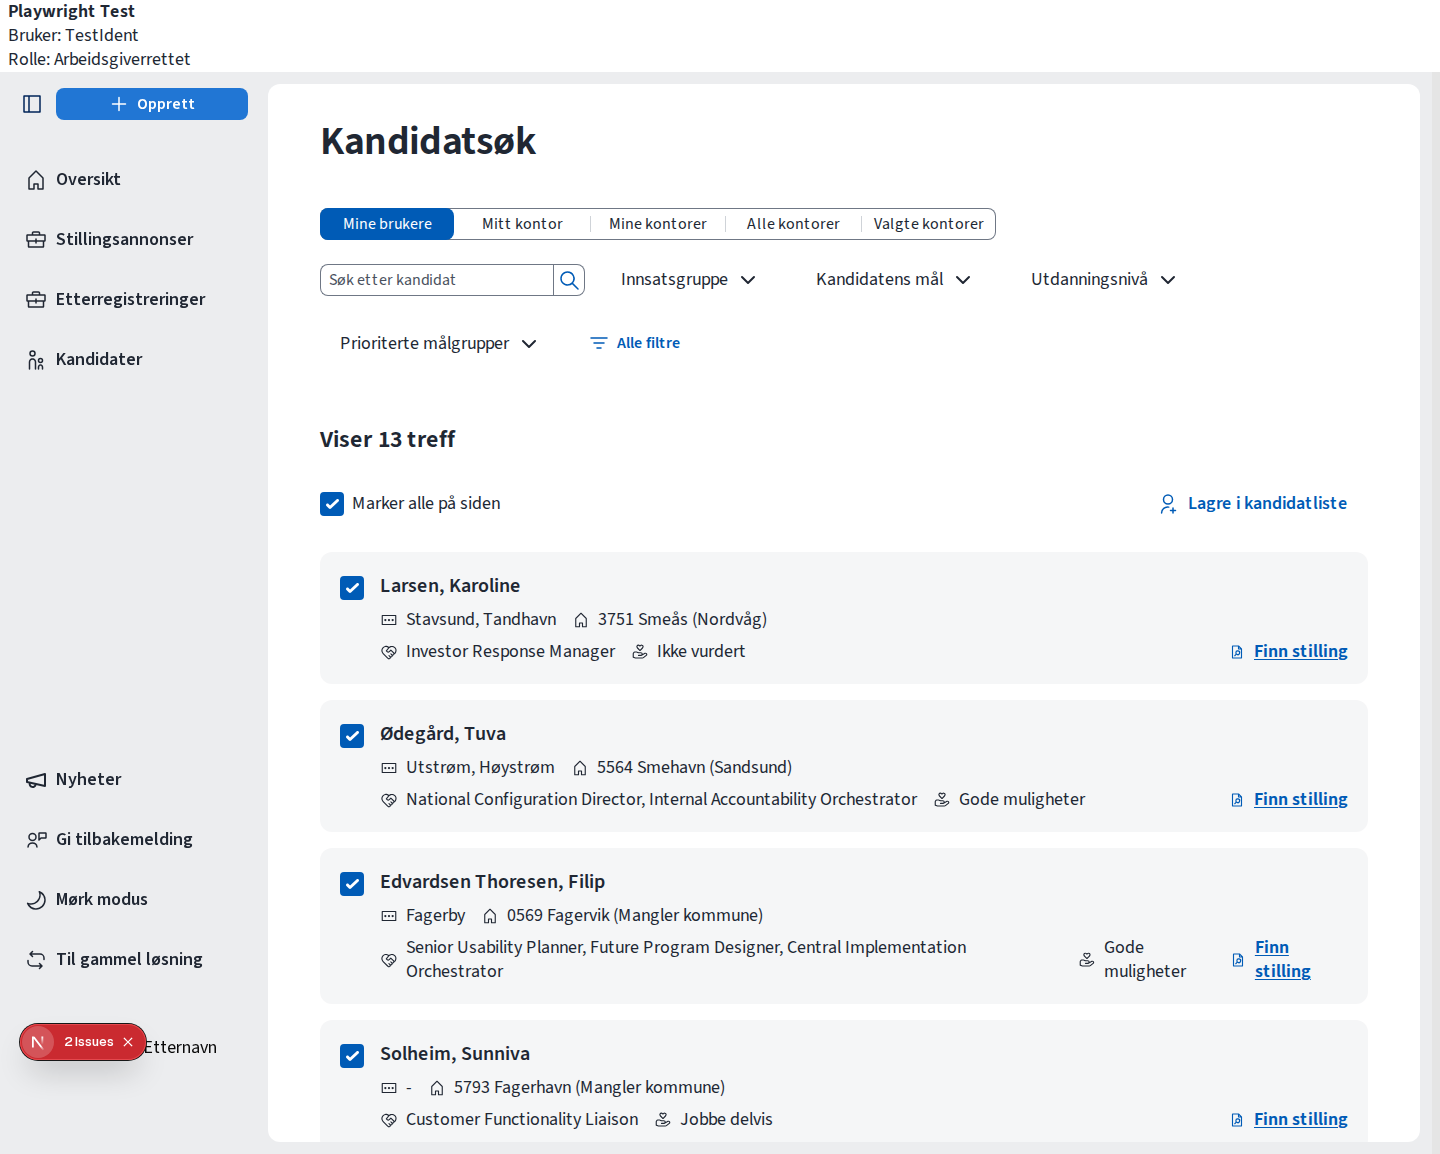 Playwright Test
Bruker: TestIdent
Rolle: Arbeidsgiverrettet
Opprett
Oversikt
Stillingsannonser
Etterregistreringer
Kandidater
Nyheter
Gi tilbakemelding
Mørk modus
Til gammel løsning
N 2 Issues
Etternavn
Kandidatsøk
Mine brukere
Mitt kontor
Mine kontorer
Alle kontorer
Valgte kontorer
Søk etter kandidat
Innsatsgruppe
Kandidatens mål
Utdanningsnivå
Prioriterte målgrupper
Alle filtre
Viser 13 treff
Marker alle på siden
Lagre i kandidatliste
Larsen, Karoline
Stavsund, Tandhavn 3751 Smeås (Nordvåg)
Investor Response Manager Ikke vurdert Finn stilling
Ødegård, Tuva
Utstrøm, Høystrøm 5564 Smehavn (Sandsund)
National Configuration Director, Internal Accountability Orchestrator Gode muligheter Finn stilling
Edvardsen Thoresen, Filip
Fagerby 0569 Fagervik (Mangler kommune)
Senior Usability Planner, Future Program Designer, Central Implementation
Orchestrator
Gode
muligheter
Finn
stilling
Solheim, Sunniva
- 5793 Fagerhavn (Mangler kommune)
Customer Functionality Liaison Jobbe delvis Finn stilling